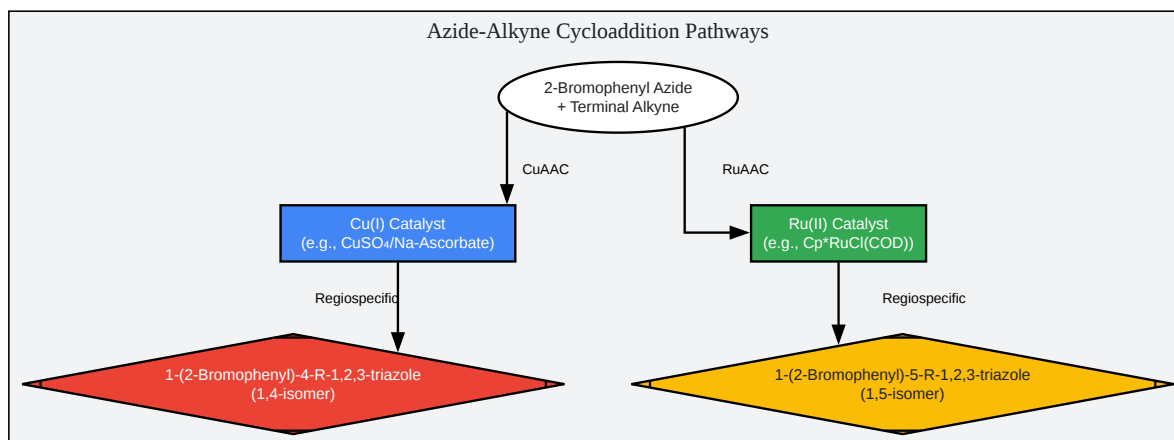 Azide-Alkyne Cycloaddition Pathways
2-Bromophenyl Azide
+ Terminal Alkyne
CuAAC
RuAAC
Cu(I) Catalyst
(e.g., CuSO₄/Na-Ascorbate)
Ru(II) Catalyst
(e.g., Cp*RuCl(COD))
Regiospecific
Regiospecific
1-(2-Bromophenyl)-4-R-1,2,3-triazole
(1,4-isomer)
1-(2-Bromophenyl)-5-R-1,2,3-triazole
(1,5-isomer)